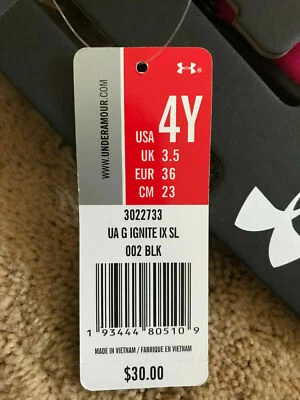 WWW.UNDERARMOUR.COM
USA 4Y
UK 3.5
EUR 36
CM 23
3022733
UA G IGNITE IX SL
002 BLK
1 93444 80510 9
MADE IN VIETNAM / FABRIQUE EN VIETNAM
$30.00